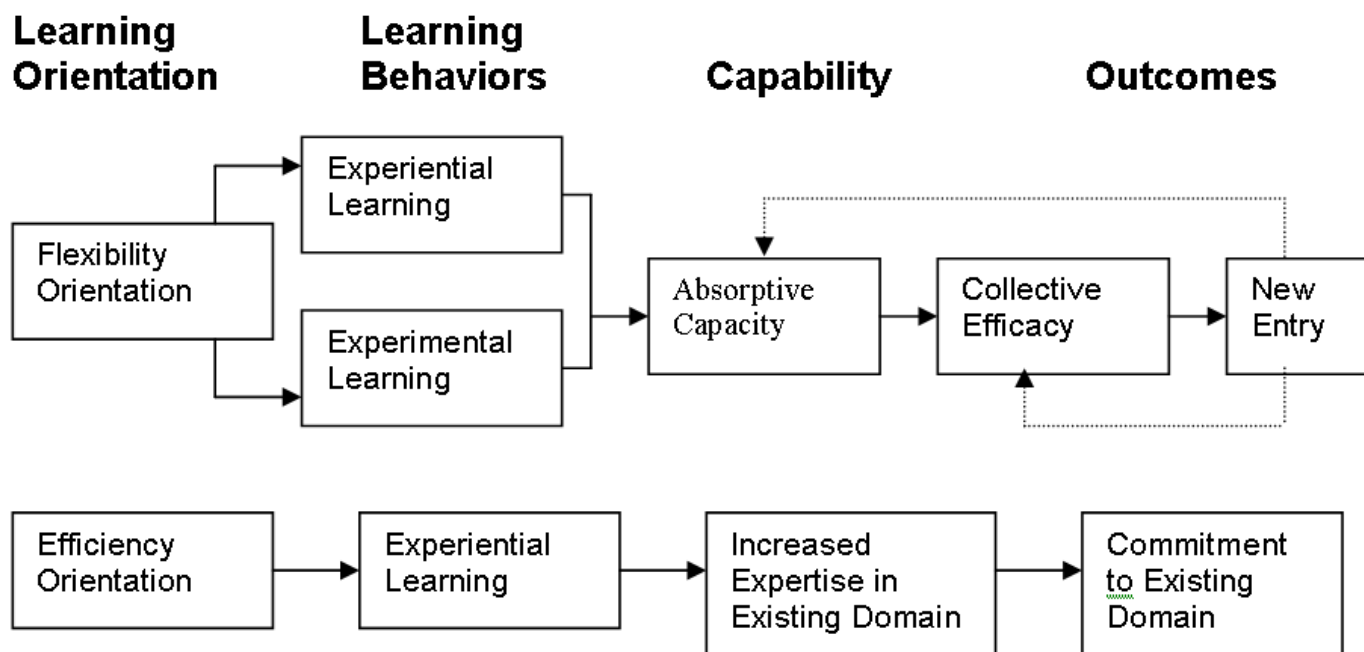 Learning
Orientation
Learning
Behaviors
Capability
Outcomes
Experiential
Learning
Flexibility
Orientation
Experimental
Learning
Absorptive
Capacity
Collective
Efficacy
New
Entry
Efficiency
Orientation
Experiential
Learning
Increased
Expertise in
Existing Domain
Commitment
to Existing
Domain